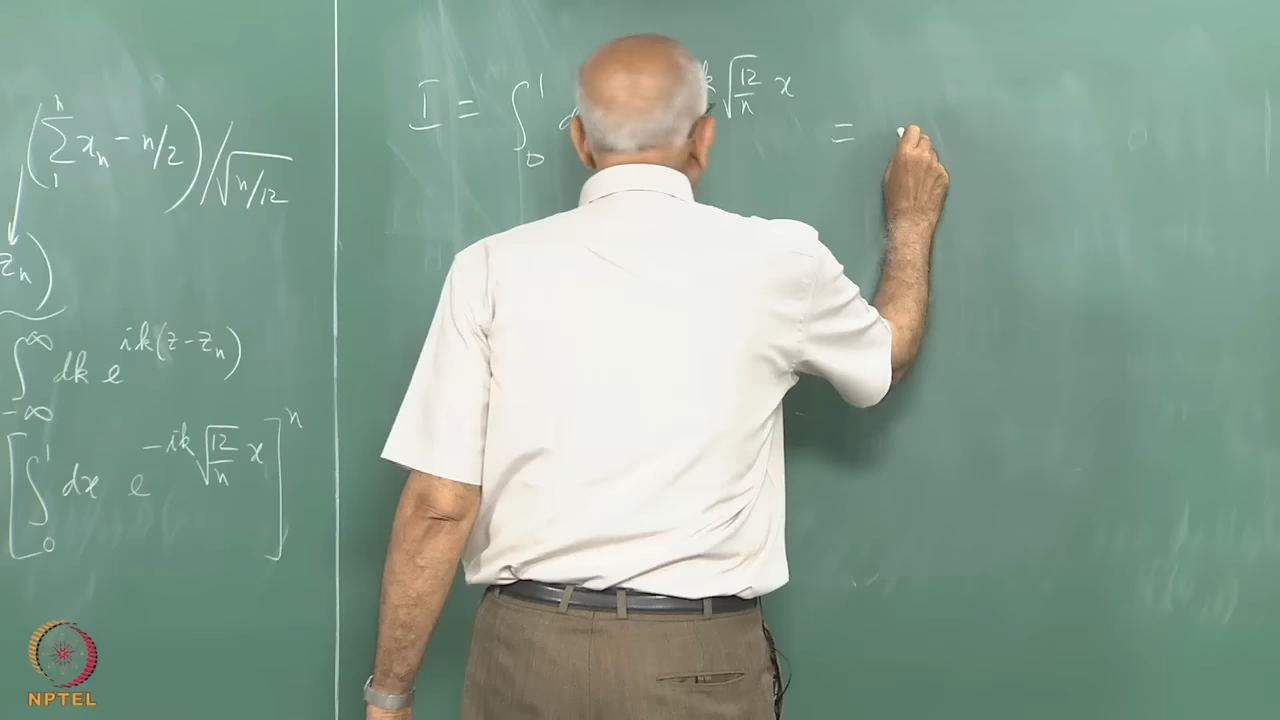 (∑₁ⁿ xₙ - n/2)/√n/12
zₙ)
∫_{-∞}^{∞} dk e^{ik(z-zₙ)}
[∫₀¹ dx e^{-ik√(12/n) x}]ⁿ
I = ∫₀¹ √(12/n) x =
NPTEL